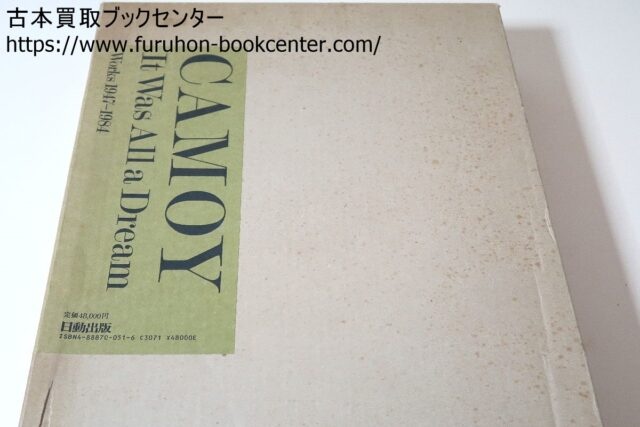 古本買取ブックセンター
https://www.furuhon-bookcenter.com/
CAMOY
It Was All a Dream
Works 1947-1984
定価48,000円
日動出版
ISBN4-88870-051-6 C3071 ¥48000E